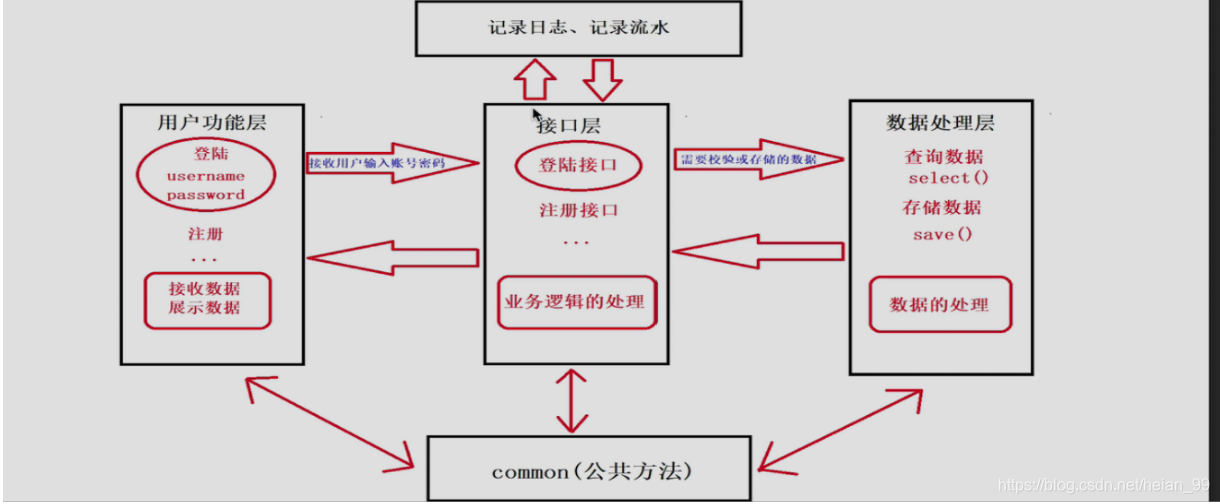 记录日志、记录流水
用户功能层
登陆
username
password
注册
...
接收数据
展示数据
接收用户输入账号密码
接口层
登陆接口
注册接口
...
业务逻辑的处理
需要校验或存储的数据
数据处理层
查询数据
select()
存储数据
save()
数据的处理
common(公共方法)
https://blog.csdn.net/heian_99